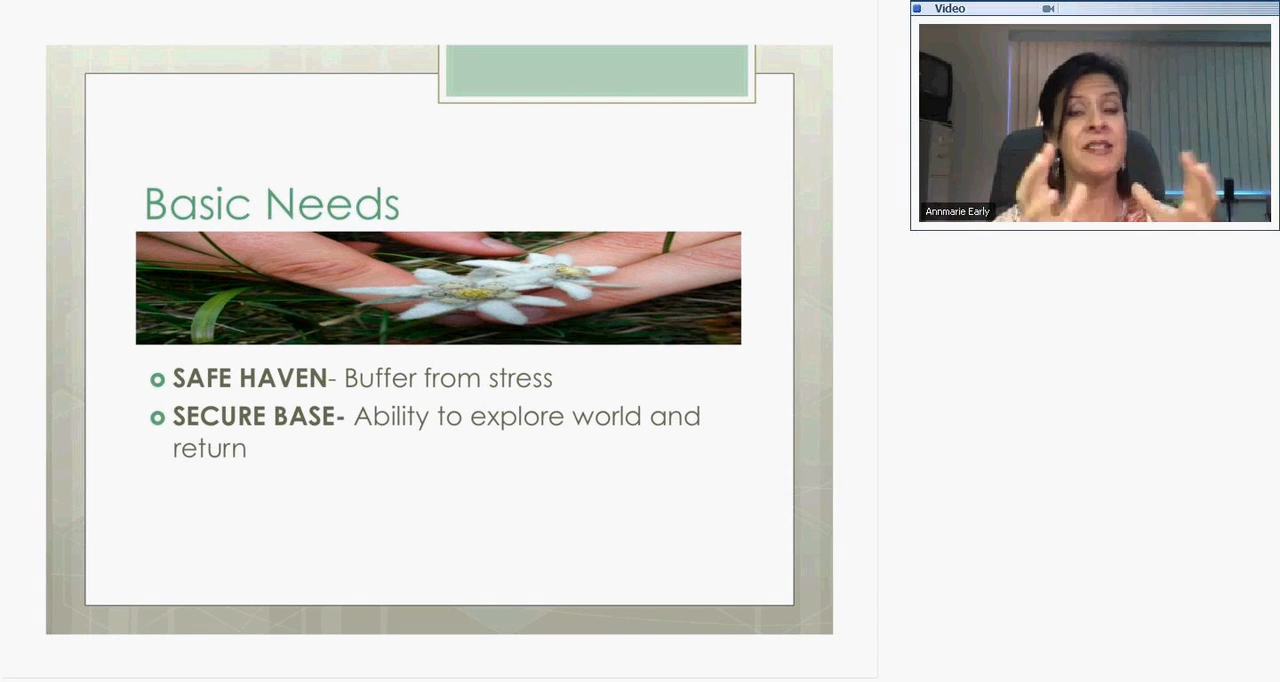 Video
Annmarie Early
Basic Needs
SAFE HAVEN- Buffer from stress
SECURE BASE- Ability to explore world and
return